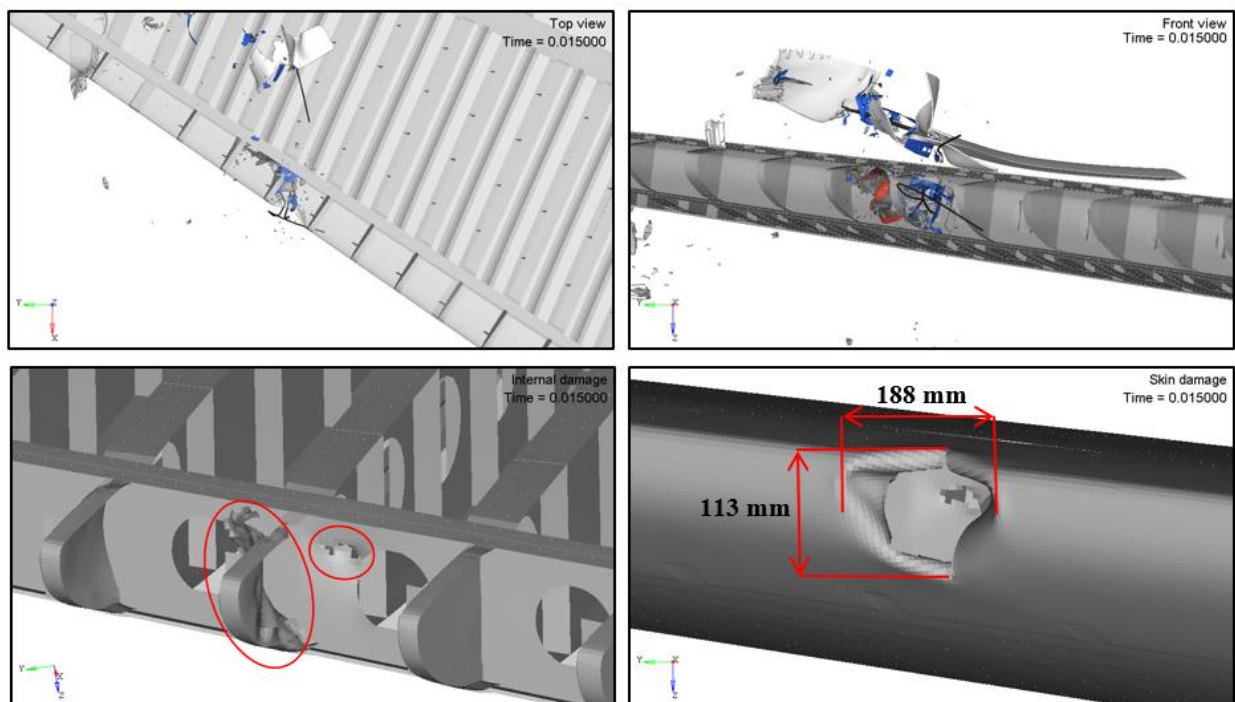 Top view
Time = 0.015000
Y
Z
X
Front view
Time = 0.015000
Y
X
Z
Internal damage
Time = 0.015000
Y
X
Z
Skin damage
Time = 0.015000
188 mm
113 mm
Y
X
Z